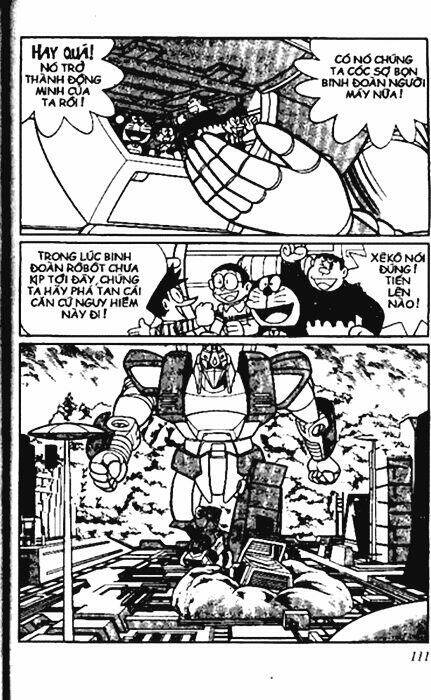 HAY QUÁ!
NÓ TRỞ
THÀNH ĐỒNG
MINH CỦA
TA RỒI!
CÓ NÓ CHÚNG
TA CÓC SỢ BỌN
BINH ĐOÀN NGƯỜI
MÁY NỮA!
TRONG LÚC BINH
ĐOÀN RÔBỐT CHƯA
KỊP TỚI ĐÂY, CHÚNG
TA HÃY PHÁ TAN CÁI
CĂN CỨ NGUY HIỂM
NÀY ĐI!
XÊKÔ NÓI
ĐÚNG!
TIẾN
LÊN
NÀO!
111